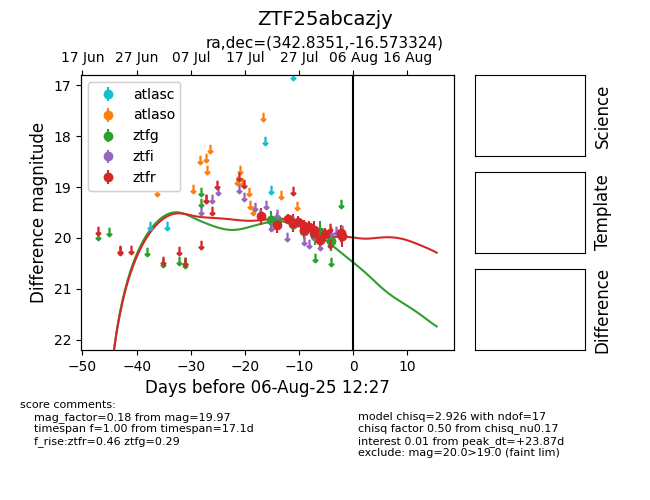 ZTF25abcazjy
ra,dec=(342.8351,-16.573324)
17 Jun 27 Jun 07 Jul 17 Jul 27 Jul 06 Aug 16 Aug
17
18
19
20
21
22
Difference magnitude
atlasc
atlaso
ztfg
ztfi
ztfr
−50 −40 −30 −20 −10 0 10
Days before 06-Aug-25 12:27
Science
Template
Difference
score comments:
mag_factor=0.18 from mag=19.97
timespan f=1.00 from timespan=17.1d
f_rise:ztfr=0.46 ztfg=0.29
model chisq=2.926 with ndof=17
chisq factor 0.50 from chisq_nu0.17
interest 0.01 from peak_dt=+23.87d
exclude: mag=20.0>19.0 (faint lim)